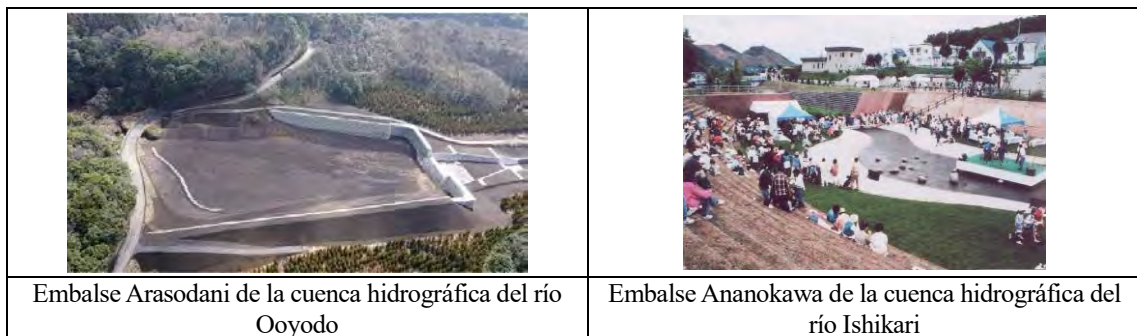 Embalse Arasodani de la cuenca hidrográfica del río
Ooyodo
Embalse Ananokawa de la cuenca hidrográfica del
río Ishikari